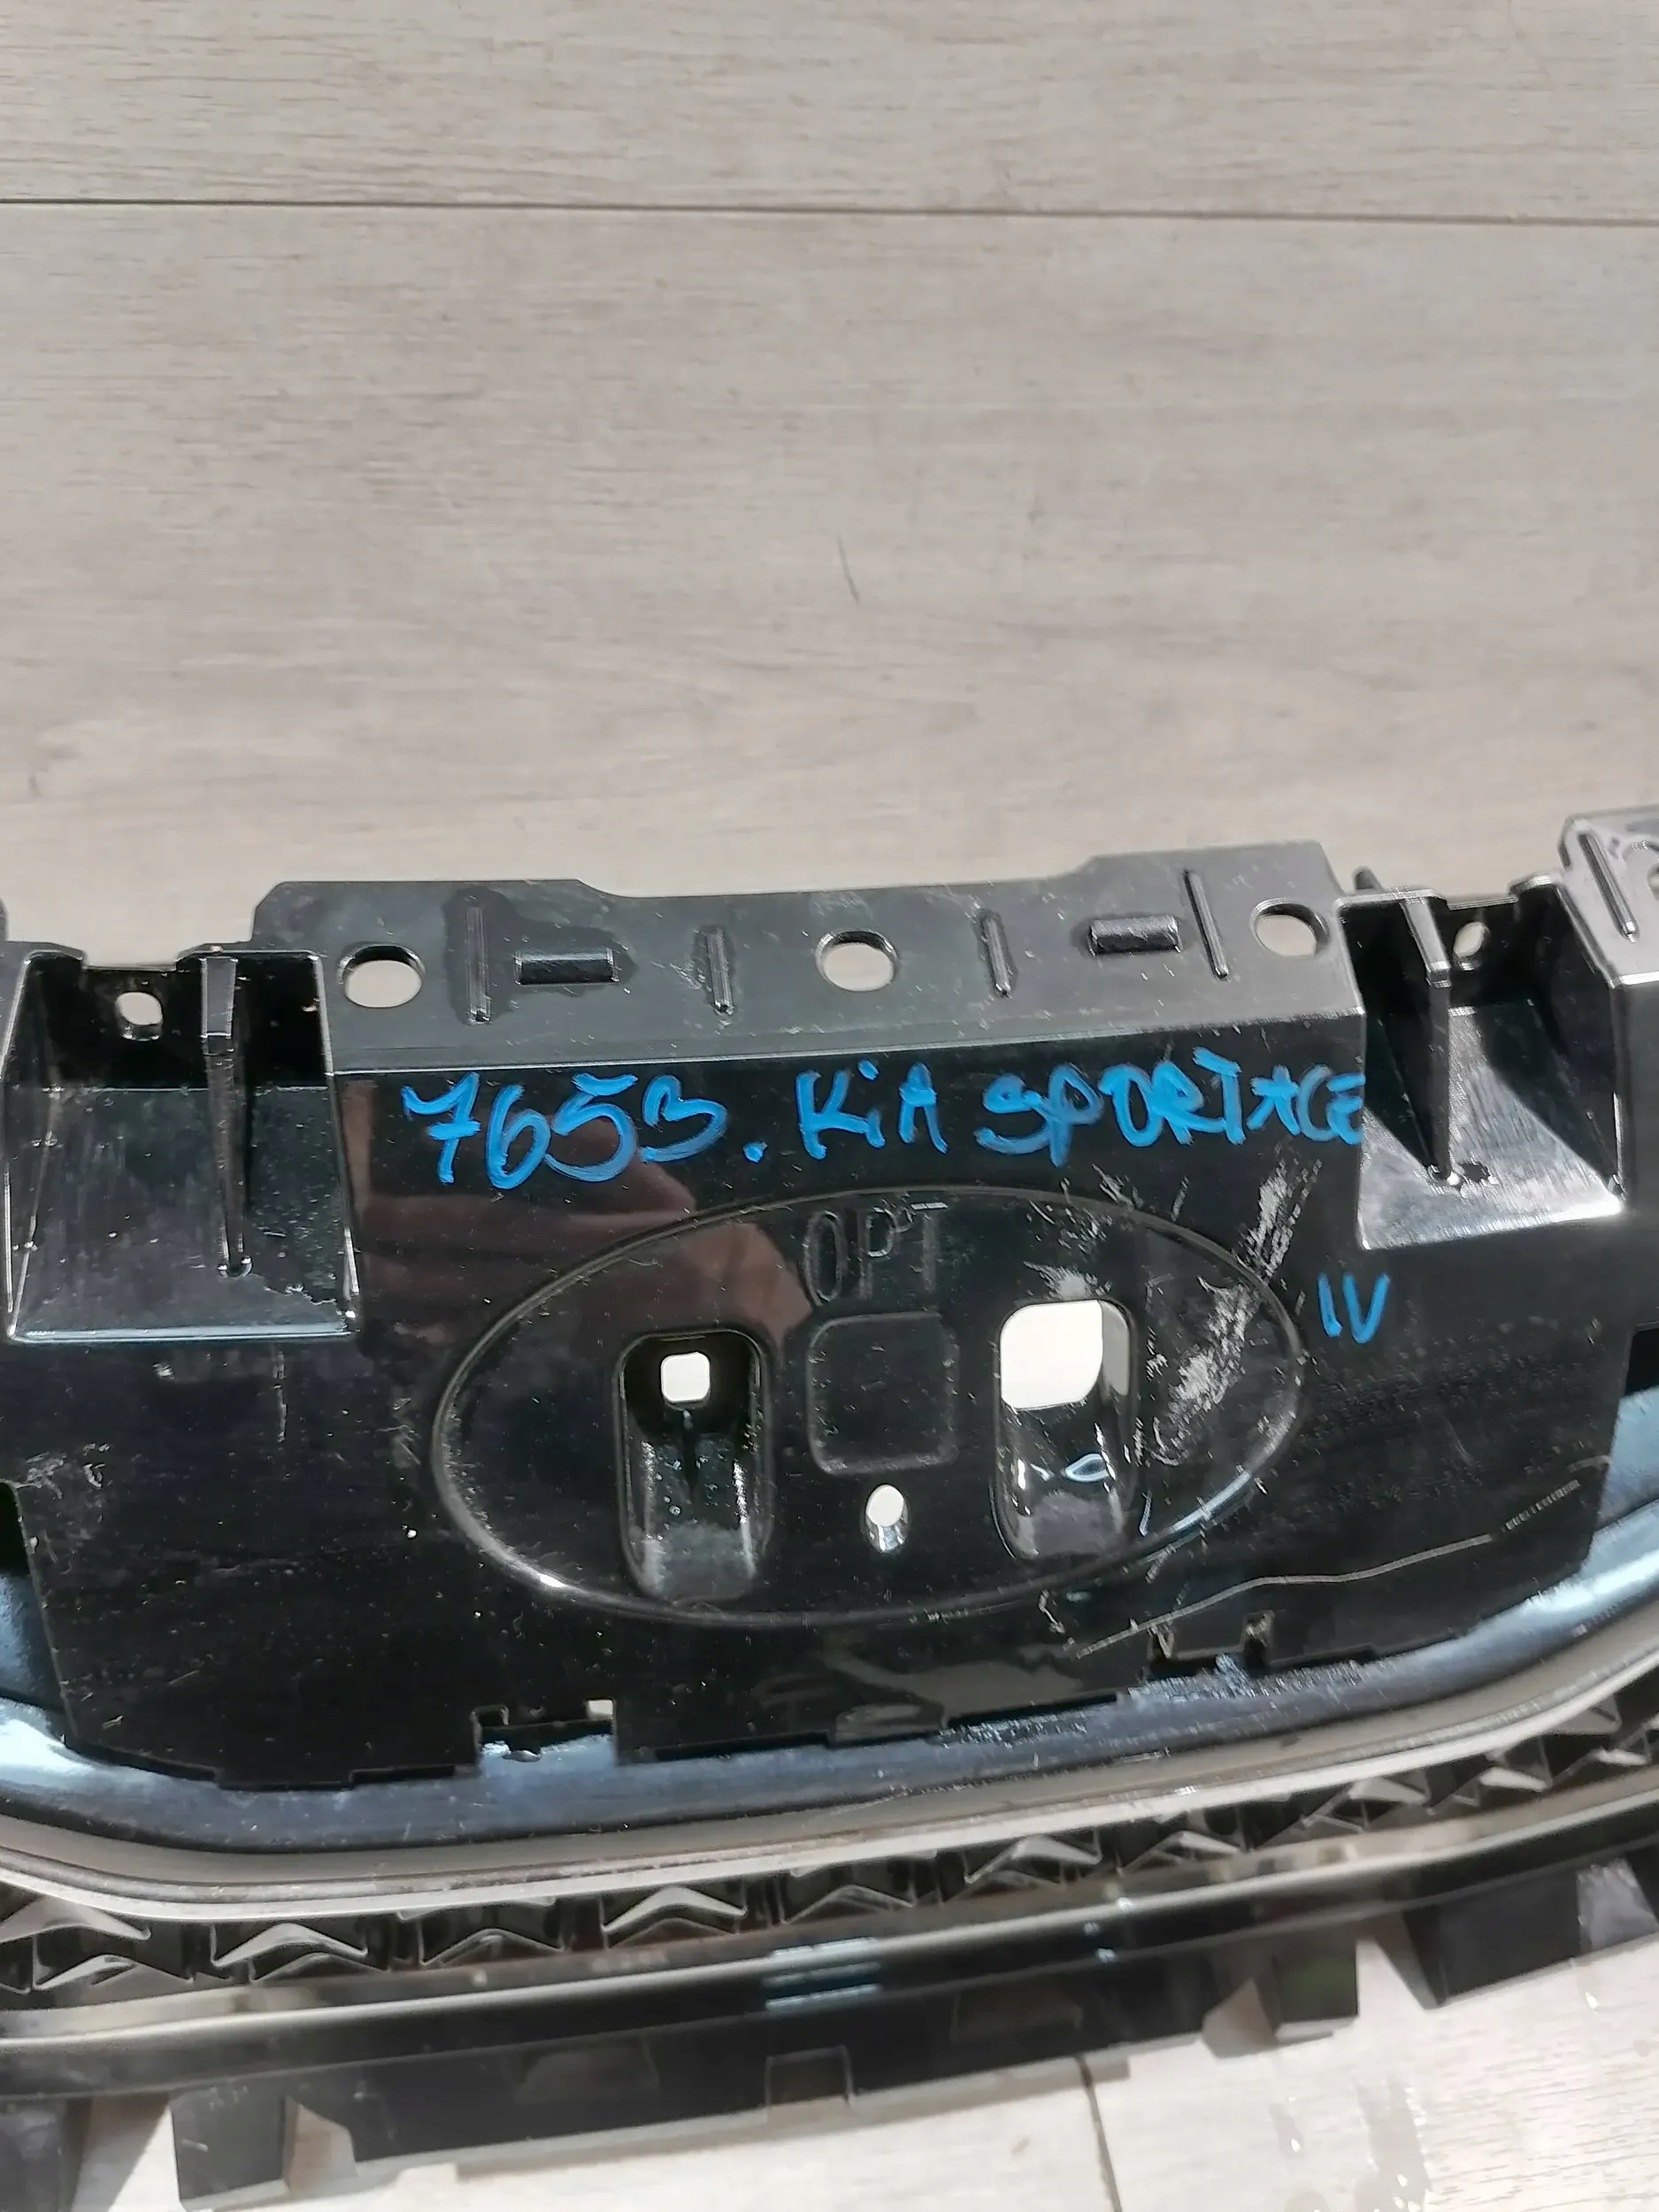 7653. KiA SPORTAGE
OPT
IV